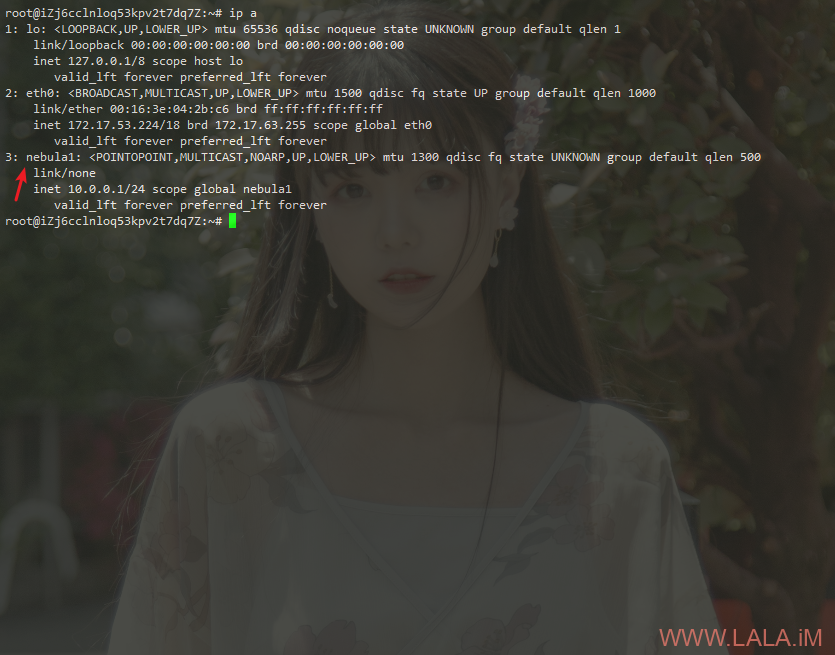 root@iZj6cclnloq53kpv2t7dq7Z:~# ip a
1: lo: <LOOPBACK,UP,LOWER_UP> mtu 65536 qdisc noqueue state UNKNOWN group default qlen 1
    link/loopback 00:00:00:00:00:00 brd 00:00:00:00:00:00
    inet 127.0.0.1/8 scope host lo
       valid_lft forever preferred_lft forever
2: eth0: <BROADCAST,MULTICAST,UP,LOWER_UP> mtu 1500 qdisc fq state UP group default qlen 1000
    link/ether 00:16:3e:04:2b:c6 brd ff:ff:ff:ff:ff:ff
    inet 172.17.53.224/18 brd 172.17.63.255 scope global eth0
       valid_lft forever preferred_lft forever
3: nebula1: <POINTOPOINT,MULTICAST,NOARP,UP,LOWER_UP> mtu 1300 qdisc fq state UNKNOWN group default qlen 500
    link/none
    inet 10.0.0.1/24 scope global nebula1
       valid_lft forever preferred_lft forever
root@iZj6cclnloq53kpv2t7dq7Z:~#
WWW.LALA.iM